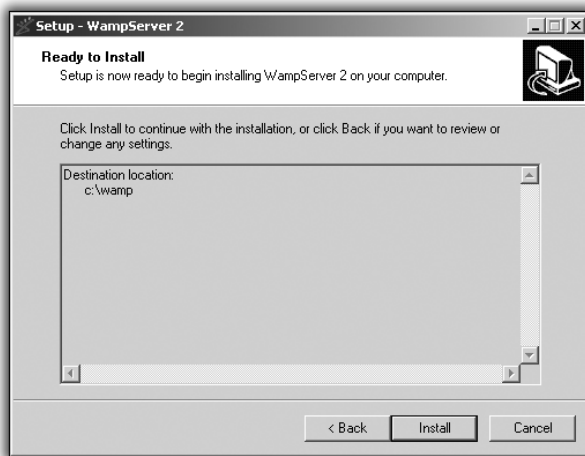 Setup - WampServer 2
Ready to Install
Setup is now ready to begin installing WampServer 2 on your computer.
Click Install to continue with the installation, or click Back if you want to review or
change any settings.
Destination location:
c:\wamp
< Back
Install
Cancel